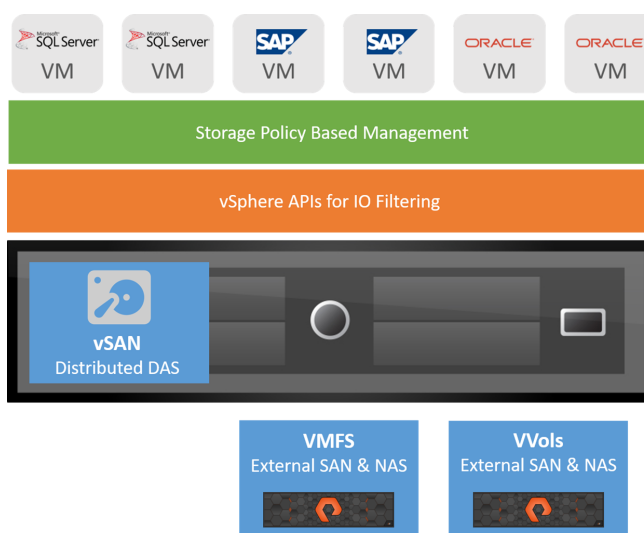 Microsoft SQL Server
VM
Microsoft SQL Server
VM
SAP
VM
SAP
VM
ORACLE
VM
ORACLE
VM
Storage Policy Based Management
vSphere APIs for IO Filtering
vSAN
Distributed DAS
VMFS
External SAN & NAS
VVols
External SAN & NAS